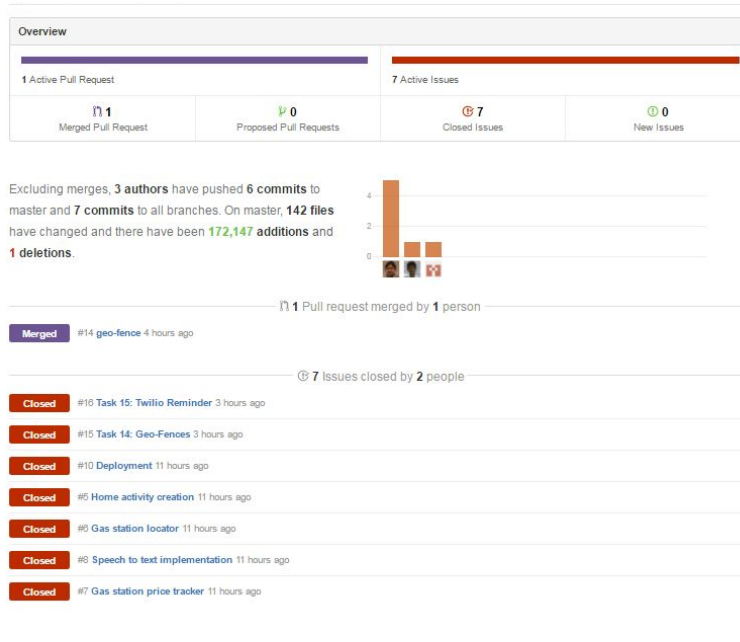 Overview
1 Active Pull Request
7 Active Issues
1
Merged Pull Request
0
Proposed Pull Requests
7
Closed Issues
0
New Issues
Excluding merges, 3 authors have pushed 6 commits to
master and 7 commits to all branches. On master, 142 files
have changed and there have been 172,147 additions and
1 deletions.
4
2
0
1 Pull request merged by 1 person
Merged #14 geo-fence 4 hours ago
7 Issues closed by 2 people
Closed #16 Task 15: Twilio Reminder 3 hours ago
Closed #15 Task 14: Geo-Fences 3 hours ago
Closed #10 Deployment 11 hours ago
Closed #5 Home activity creation 11 hours ago
Closed #6 Gas station locator 11 hours ago
Closed #8 Speech to text implementation 11 hours ago
Closed #7 Gas station price tracker 11 hours ago